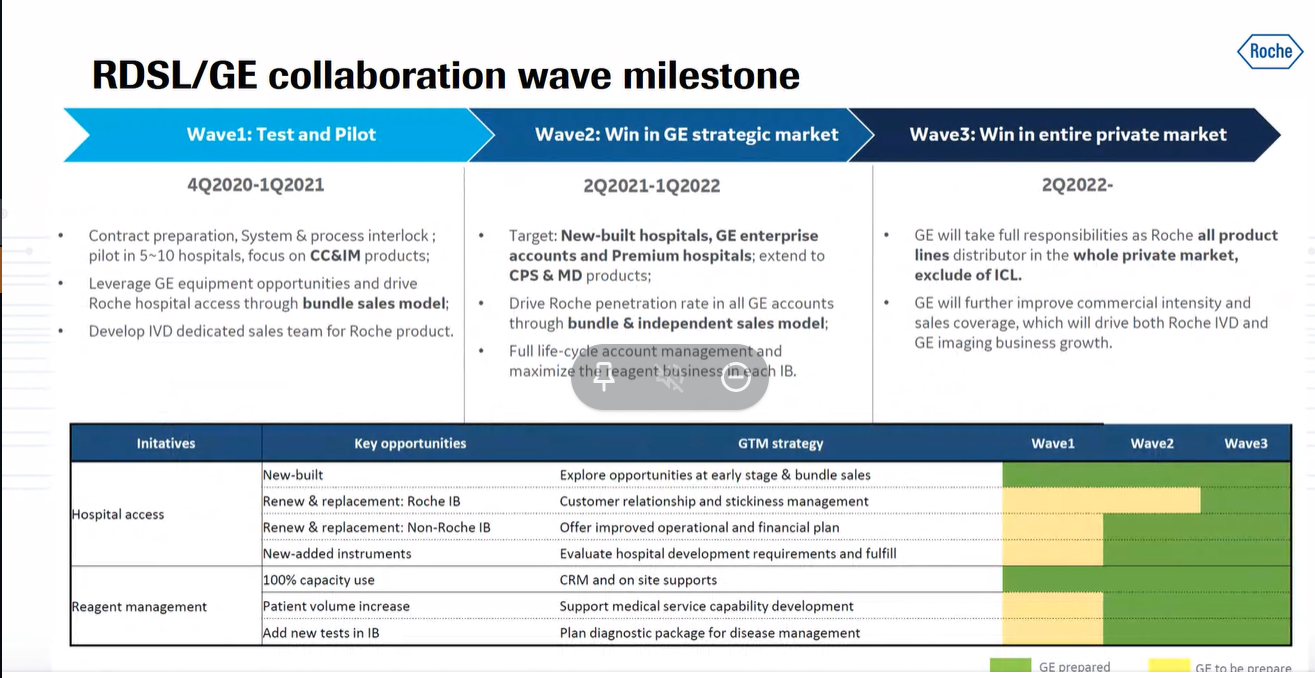 Roche
RDSL/GE collaboration wave milestone
Wave1: Test and Pilot
Wave2: Win in GE strategic market
Wave3: Win in entire private market
4Q2020-1Q2021
• Contract preparation, System & process interlock ;
pilot in 5~10 hospitals, focus on CC&IM products;
• Leverage GE equipment opportunities and drive
Roche hospital access through bundle sales model;
• Develop IVD dedicated sales team for Roche product.
2Q2021-1Q2022
• Target: New-built hospitals, GE enterprise
accounts and Premium hospitals; extend to
CPS & MD products;
• Drive Roche penetration rate in all GE accounts
through bundle & independent sales model;
• Full life-cycle account management and
maximize the reagent business in each IB.
2Q2022-
• GE will take full responsibilities as Roche all product
lines distributor in the whole private market,
exclude of ICL.
• GE will further improve commercial intensity and
sales coverage, which will drive both Roche IVD and
GE imaging business growth.
Initatives Key opportunities GTM strategy Wave1 Wave2 Wave3
Hospital access
New-built Explore opportunities at early stage & bundle sales
Renew & replacement: Roche IB Customer relationship and stickiness management
Renew & replacement: Non-Roche IB Offer improved operational and financial plan
New-added instruments Evaluate hospital development requirements and fulfill
Reagent management
100% capacity use CRM and on site supports
Patient volume increase Support medical service capability development
Add new tests in IB Plan diagnostic package for disease management
GE prepared GE to be prepare